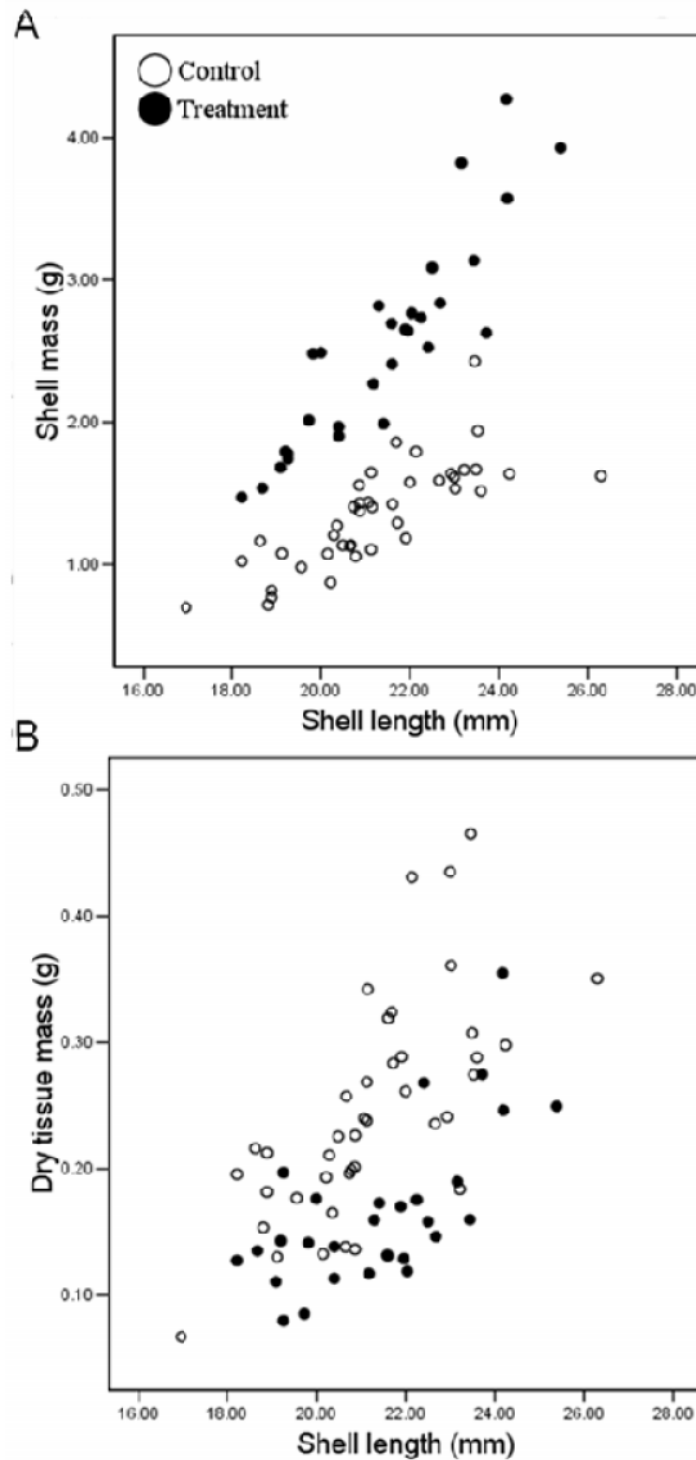 A
Control
Treatment
Shell mass (g)
4.00
3.00
2.00
1.00
16.00 18.00 20.00 22.00 24.00 26.00 28.00
Shell length (mm)
B
Dry tissue mass (g)
0.50
0.40
0.30
0.20
0.10
16.00 18.00 20.00 22.00 24.00 26.00 28.00
Shell length (mm)